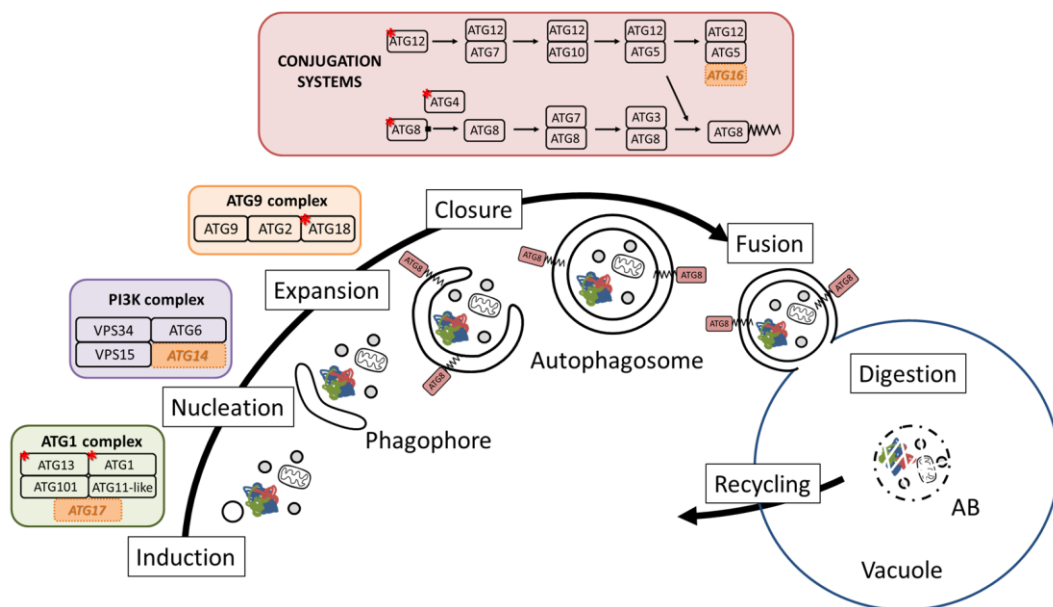 CONJUGATION
SYSTEMS
ATG12
ATG12
ATG7
ATG12
ATG10
ATG12
ATG5
ATG12
ATG5
ATG16
ATG4
ATG8
ATG8
ATG7
ATG8
ATG3
ATG8
ATG8
ATG9 complex
ATG9 ATG2 ATG18
Closure
Fusion
Expansion
PI3K complex
VPS34 ATG6
VPS15 ATG14
Nucleation
ATG1 complex
ATG13 ATG1
ATG101 ATG11-like
ATG17
Induction
Phagophore
ATG8
ATG8
ATG8
ATG8
Autophagosome
ATG8
ATG8
Digestion
Recycling
AB
Vacuole